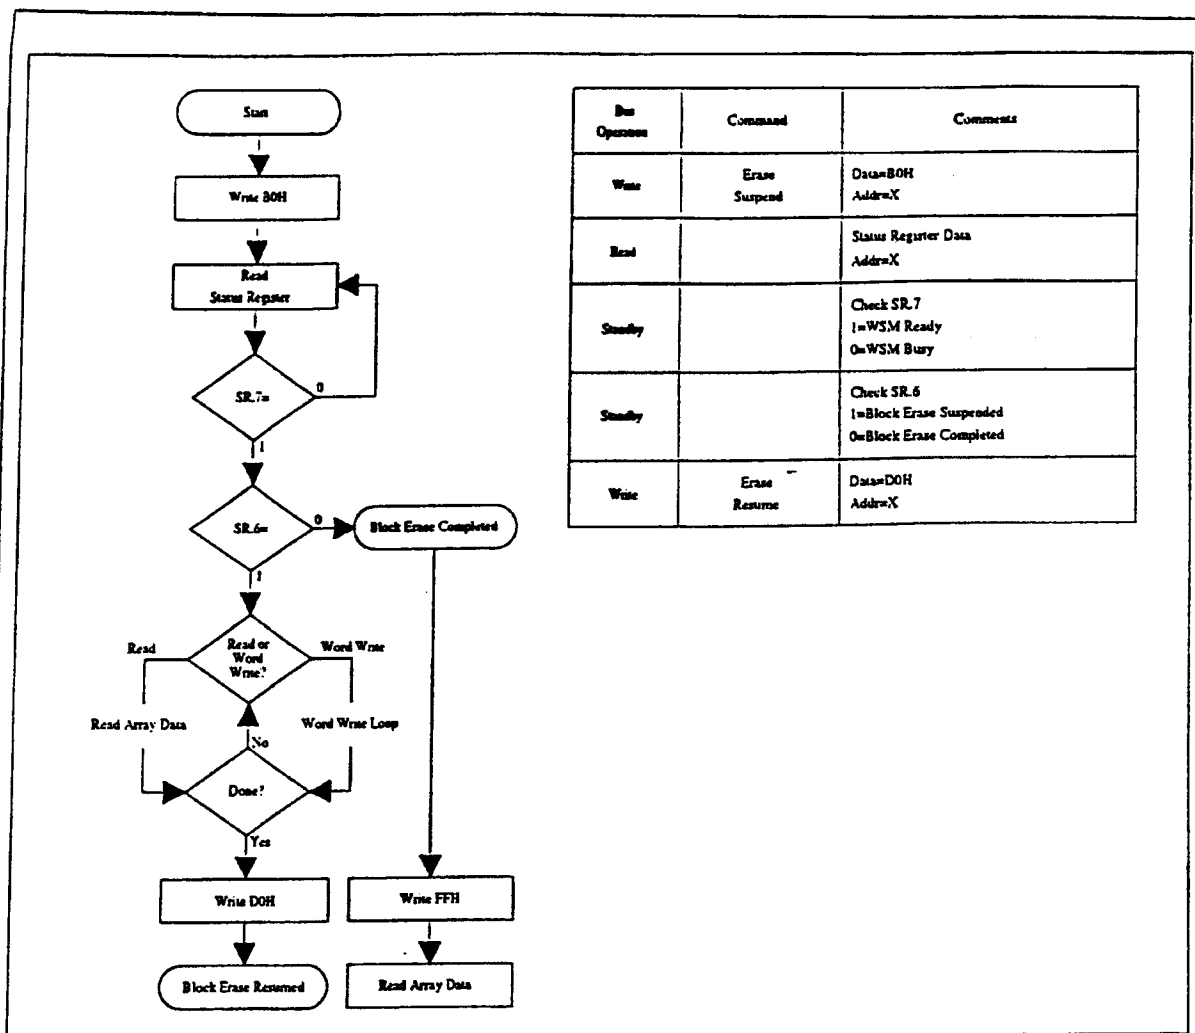 Start
Write B0H
Read
Status Register
SR.7=
0
1
SR.6=
0
Block Erase Completed
1
Read
Read or
Word
Write?
Word Write
Read Array Data
Word Write Loop
No
Done?
Yes
Write D0H
Write FFH
Block Erase Resumed
Read Array Data
Bus
Operation
Command
Comments
Write
Erase
Suspend
Data=B0H
Addr=X
Read
Status Register Data
Addr=X
Standby
Check SR.7
1=WSM Ready
0=WSM Busy
Standby
Check SR.6
1=Block Erase Suspended
0=Block Erase Completed
Write
Erase
Resume
Data=D0H
Addr=X